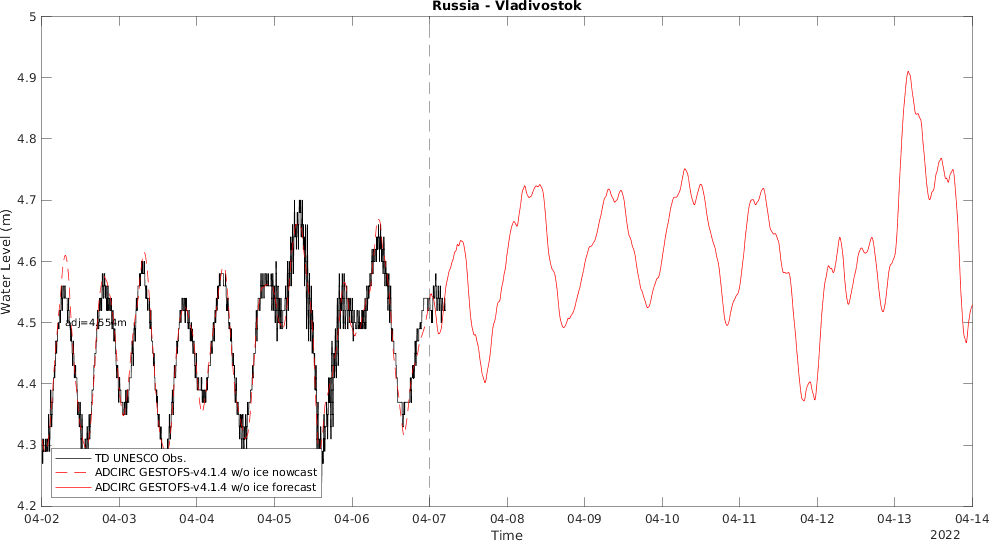 Russia - Vladivostok
5
4.9
4.8
4.7
4.6
4.5
4.4
4.3
4.2
Water Level (m)
adj=4.554m
TD UNESCO Obs.
ADCIRC GESTOFS-v4.1.4 w/o ice nowcast
ADCIRC GESTOFS-v4.1.4 w/o ice forecast
04-02 04-03 04-04 04-05 04-06 04-07 04-08 04-09 04-10 04-11 04-12 04-13 04-14
Time
2022